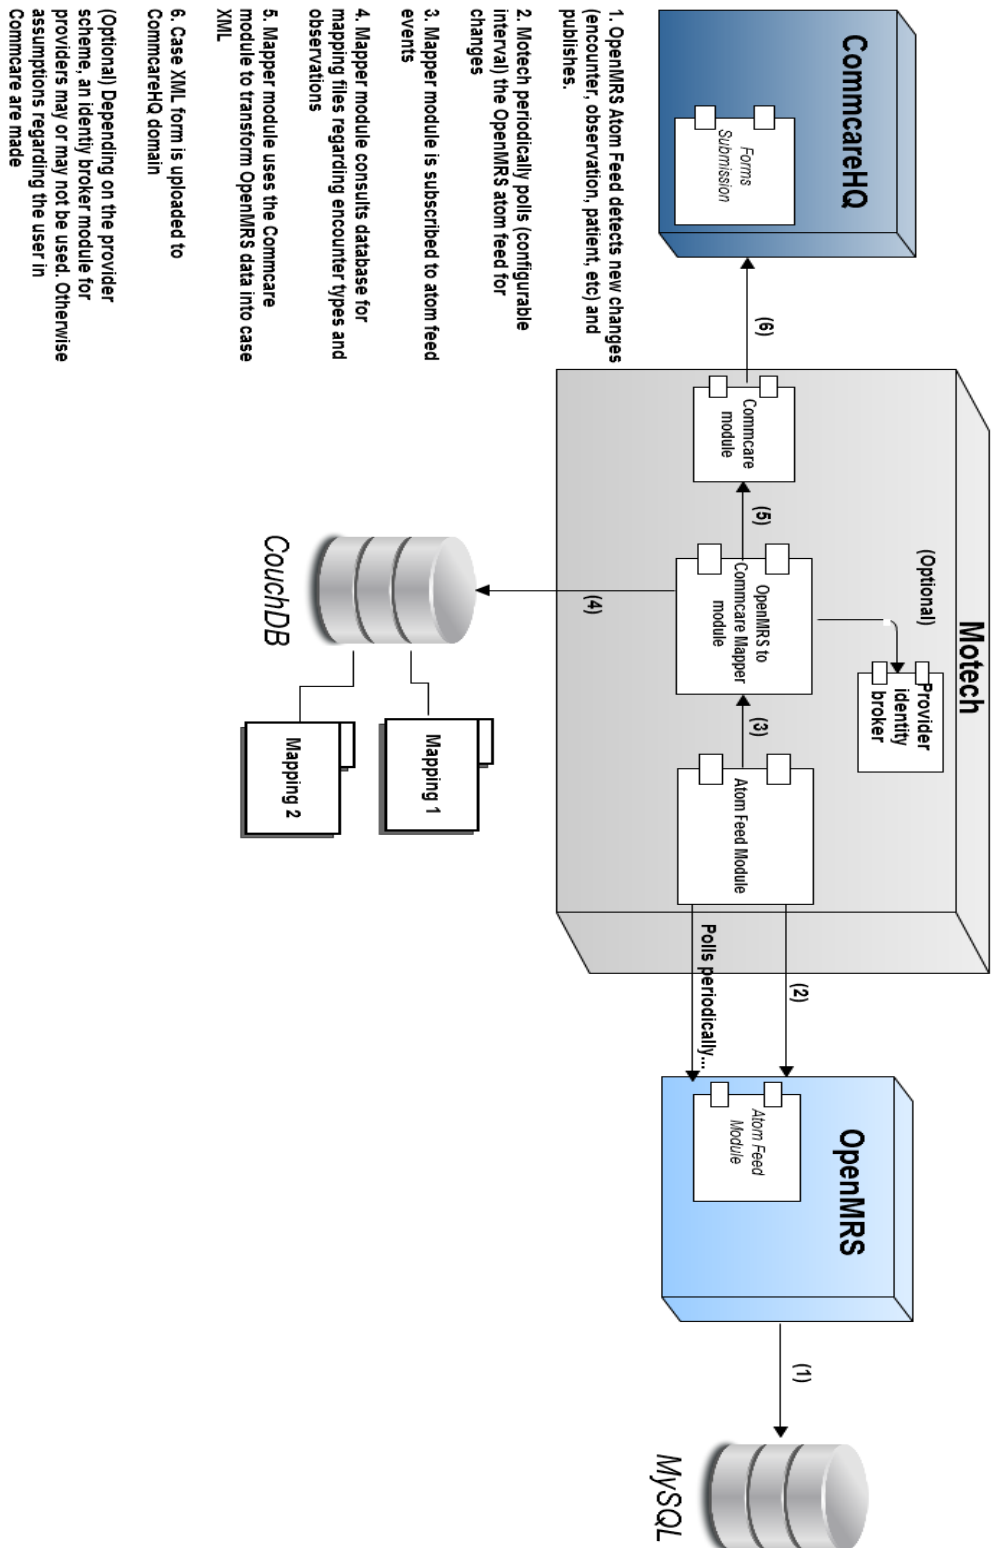 Motech
CommcareHQ
Forms
Submission
(6)
Commcare
module
(5)
OpenMRS to
Commcare Mapper
module
(Optional)
Provider
identity
broker
(3)
Atom Feed Module
(2)
Polls periodically...
OpenMRS
Atom Feed
Module
(1)
MySQL
(4)
CouchDB
Mapping 1
Mapping 2
1. OpenMRS Atom Feed detects new changes
(encounter, observation, patient, etc) and
publishes.
2. Motech periodically polls (configurable
interval) the OpenMRS atom feed for
changes
3. Mapper module is subscribed to atom feed
events
4. Mapper module consults database for
mapping files regarding encounter types and
observations
5. Mapper module uses the Commcare
module to transform OpenMRS data into case
XML
6. Case XML form is uploaded to
CommcareHQ domain
(Optional) Depending on the provider
scheme, an identiy broker module for
providers may or may not be used. Otherwise
assumptions regarding the user in
Commcare are made